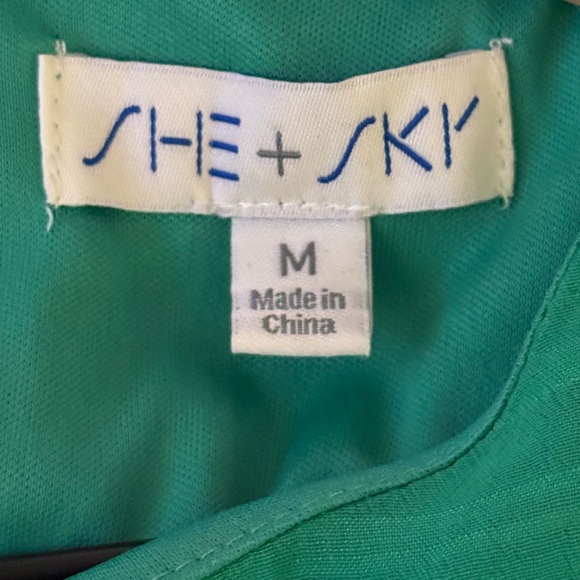 SHE + SKY
M
Made in
China